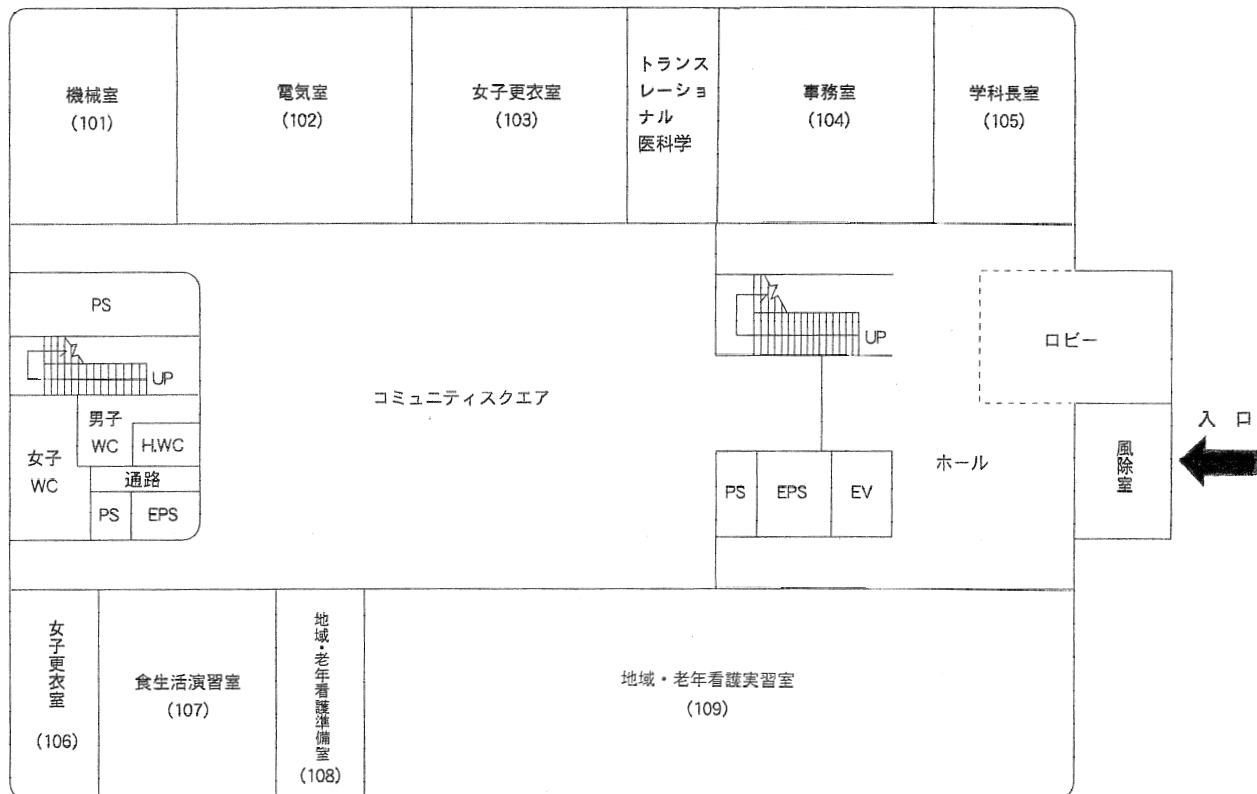 機械室
(101)
電気室
(102)
女子更衣室
(103)
トランス
レーショ
ナル
医科学
事務室
(104)
学科長室
(105)
PS
UP
男子
WC
H.WC
女子
WC
通路
PS
EPS
コミュニティスクエア
UP
PS
EPS
EV
ホール
ロビー
風除室
入口
女子更衣室
(106)
食生活演習室
(107)
地域・老年看護準備室
(108)
地域・老年看護実習室
(109)